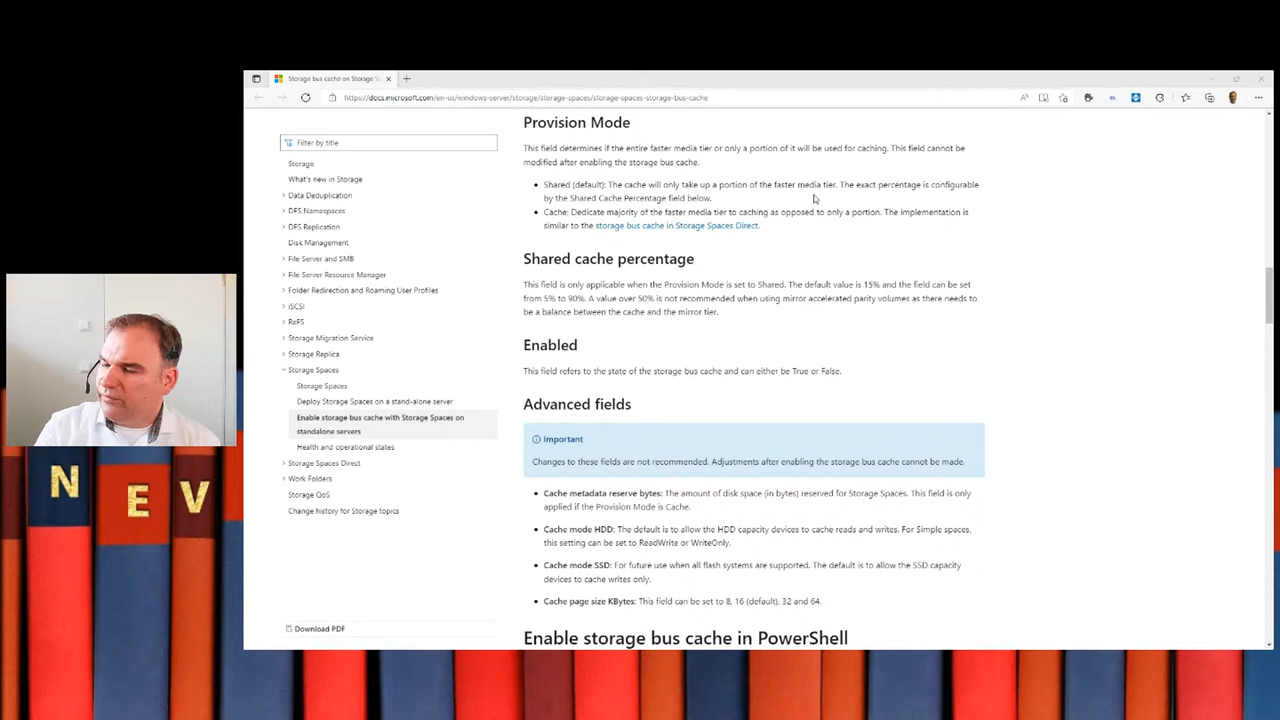 Storage bus cache on Storage Sp
https://docs.microsoft.com/en-us/windows-server/storage/storage-spaces/storage-spaces-storage-bus-cache
Filter by title
Storage
What's new in Storage
Data Deduplication
DFS Namespaces
DFS Replication
Disk Management
File Server and SMB
File Server Resource Manager
Folder Redirection and Roaming User Profiles
iSCSI
ReFS
Storage Migration Service
Storage Replica
Storage Spaces
Storage Spaces
Deploy Storage Spaces on a stand-alone server
Enable storage bus cache with Storage Spaces on
standalone servers
Health and operational states
Storage Spaces Direct
Work Folders
Storage QoS
Change history for Storage topics
Download PDF
Provision Mode
This field determines if the entire faster media tier or only a portion of it will be used for caching. This field cannot be
modified after enabling the storage bus cache.
• Shared (default): The cache will only take up a portion of the faster media tier. The exact percentage is configurable
by the Shared Cache Percentage field below.
• Cache: Dedicate majority of the faster media tier to caching as opposed to only a portion. The implementation is
similar to the storage bus cache in Storage Spaces Direct.
Shared cache percentage
This field is only applicable when the Provision Mode is set to Shared. The default value is 15% and the field can be set
from 5% to 90%. A value over 50% is not recommended when using mirror accelerated parity volumes as there needs to
be a balance between the cache and the mirror tier.
Enabled
This field refers to the state of the storage bus cache and can either be True or False.
Advanced fields
Important
Changes to these fields are not recommended. Adjustments after enabling the storage bus cache cannot be made.
• Cache metadata reserve bytes: The amount of disk space (in bytes) reserved for Storage Spaces. This field is only
applied if the Provision Mode is Cache.
• Cache mode HDD: The default is to allow the HDD capacity devices to cache reads and writes. For Simple spaces,
this setting can be set to ReadWrite or WriteOnly.
• Cache mode SSD: For future use when all flash systems are supported. The default is to allow the SSD capacity
devices to cache writes only.
• Cache page size KBytes: This field can be set to 8, 16 (default), 32 and 64.
Enable storage bus cache in PowerShell
N E V